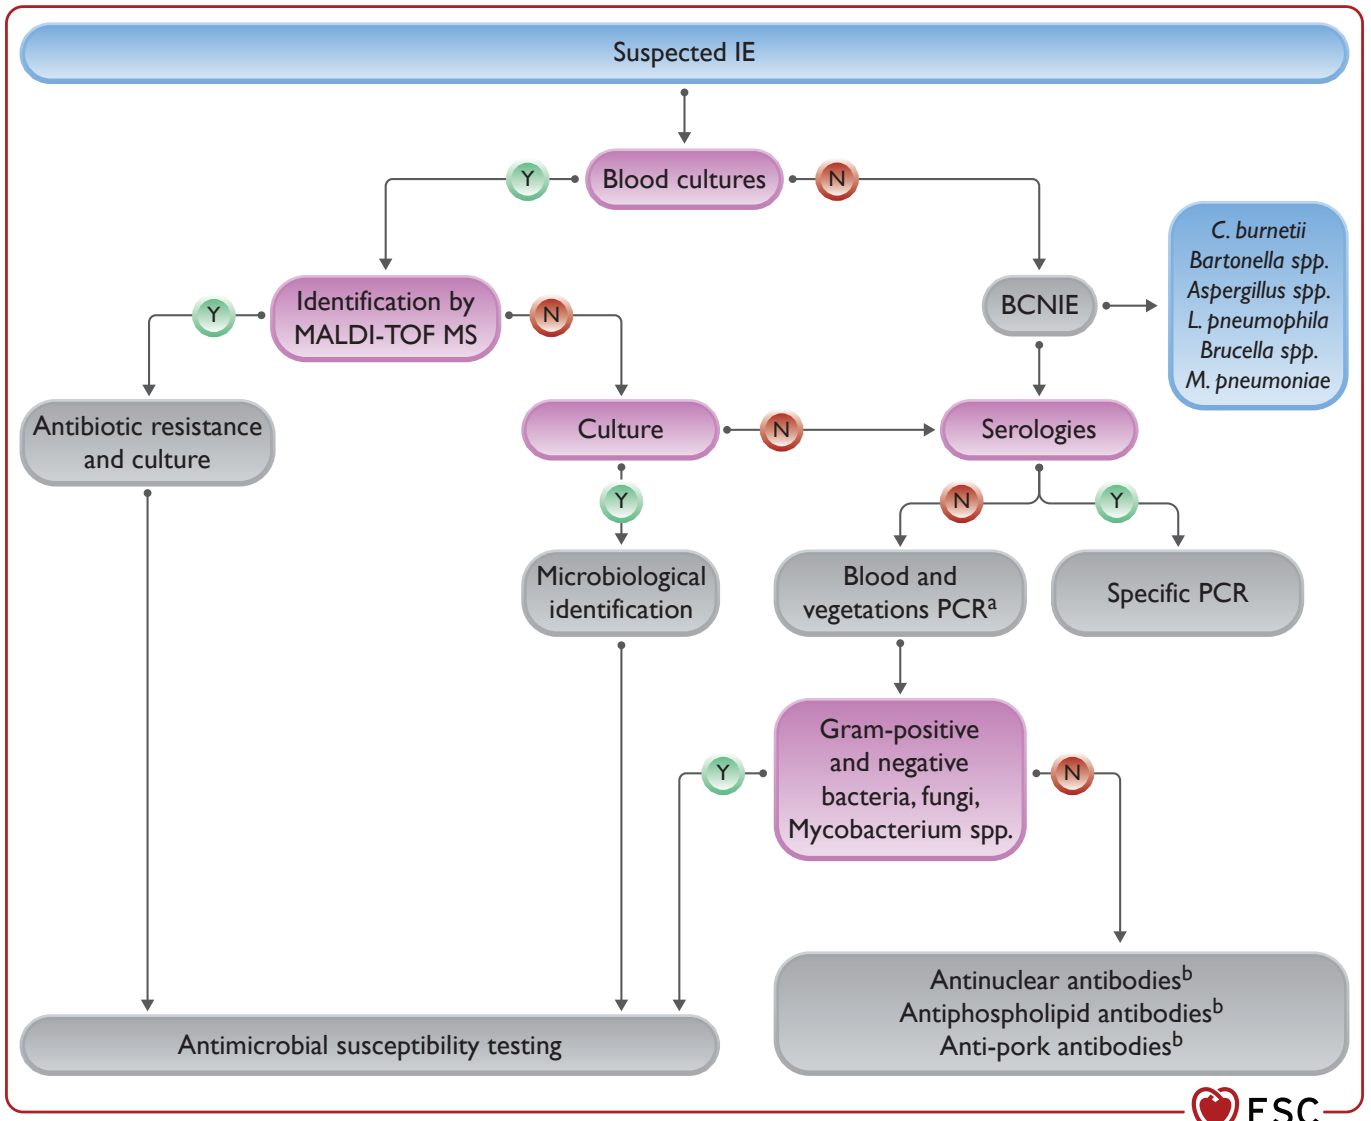 Suspected IE
Y
Blood cultures
N
C. burnetii
Bartonella spp.
Aspergillus spp.
L. pneumophila
Brucella spp.
M. pneumoniae
Y
Identification by
MALDI-TOF MS
N
BCNIE
Antibiotic resistance
and culture
Culture
N
Serologies
Y
N
Y
Microbiological
identification
Blood and
vegetations PCRᵃ
Specific PCR
Y
Gram-positive
and negative
bacteria, fungi,
Mycobacterium spp.
N
Antinuclear antibodiesᵇ
Antiphospholipid antibodiesᵇ
Anti-pork antibodiesᵇ
Antimicrobial susceptibility testing
ESC